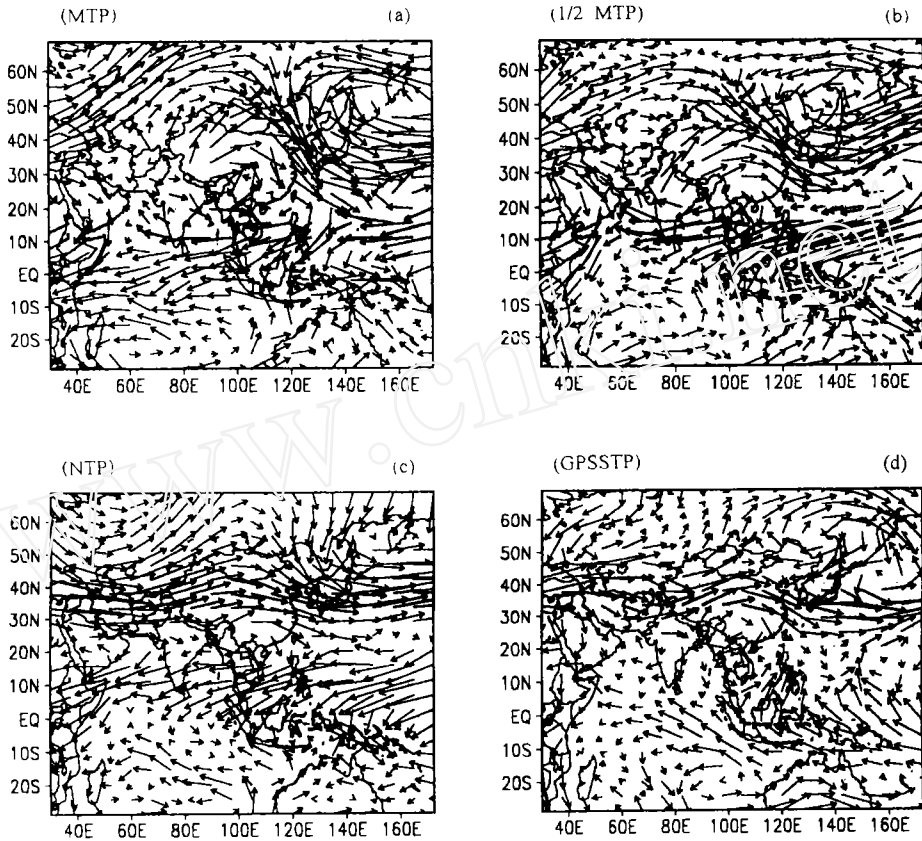 (MTP) (a) (1/2 MTP) (b)
60N 60N
50N 50N
40N 40N
30N 30N
20N 20N
10N 10N
EQ EQ
10S 10S
20S 20S
40E 60E 80E 100E 120E 140E 160E 40E 60E 80E 100E 120E 140E 160E
(NTP) (c) (GPSSTP) (d)
60N 60N
50N 50N
40N 40N
30N 30N
20N 20N
10N 10N
EQ EQ
10S 10S
20S 20S
40E 60E 80E 100E 120E 140E 160E 40E 60E 80E 100E 120E 140E 160E